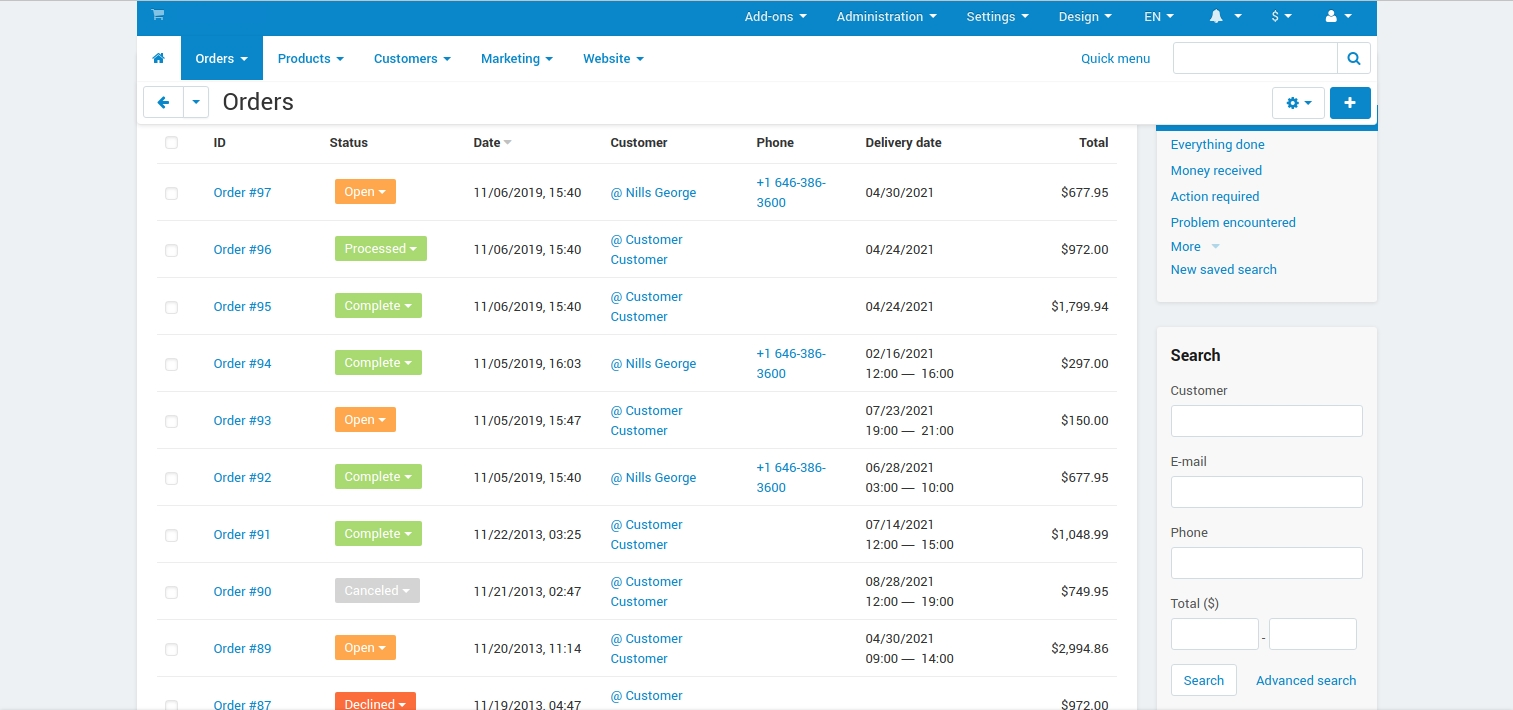 Add-ons Administration Settings Design EN $
Orders Products Customers Marketing Website Quick menu
Orders
ID Status Date Customer Phone Delivery date Total
Order #97 Open 11/06/2019, 15:40 @ Nills George +1 646-386-3600 04/30/2021 $677.95
Order #96 Processed 11/06/2019, 15:40 @ Customer Customer 04/24/2021 $972.00
Order #95 Complete 11/06/2019, 15:40 @ Customer Customer 04/24/2021 $1,799.94
Order #94 Complete 11/05/2019, 16:03 @ Nills George +1 646-386-3600 02/16/2021 12:00 — 16:00 $297.00
Order #93 Open 11/05/2019, 15:47 @ Customer Customer 07/23/2021 19:00 — 21:00 $150.00
Order #92 Complete 11/05/2019, 15:40 @ Nills George +1 646-386-3600 06/28/2021 03:00 — 10:00 $677.95
Order #91 Complete 11/22/2013, 03:25 @ Customer Customer 07/14/2021 12:00 — 15:00 $1,048.99
Order #90 Canceled 11/21/2013, 02:47 @ Customer Customer 08/28/2021 12:00 — 19:00 $749.95
Order #89 Open 11/20/2013, 11:14 @ Customer Customer 04/30/2021 09:00 — 14:00 $2,994.86
Order #87 Declined 11/19/2013, 04:47 @ Customer $972.00
Everything done
Money received
Action required
Problem encountered
More
New saved search
Search
Customer
E-mail
Phone
Total ($)
-
Search Advanced search